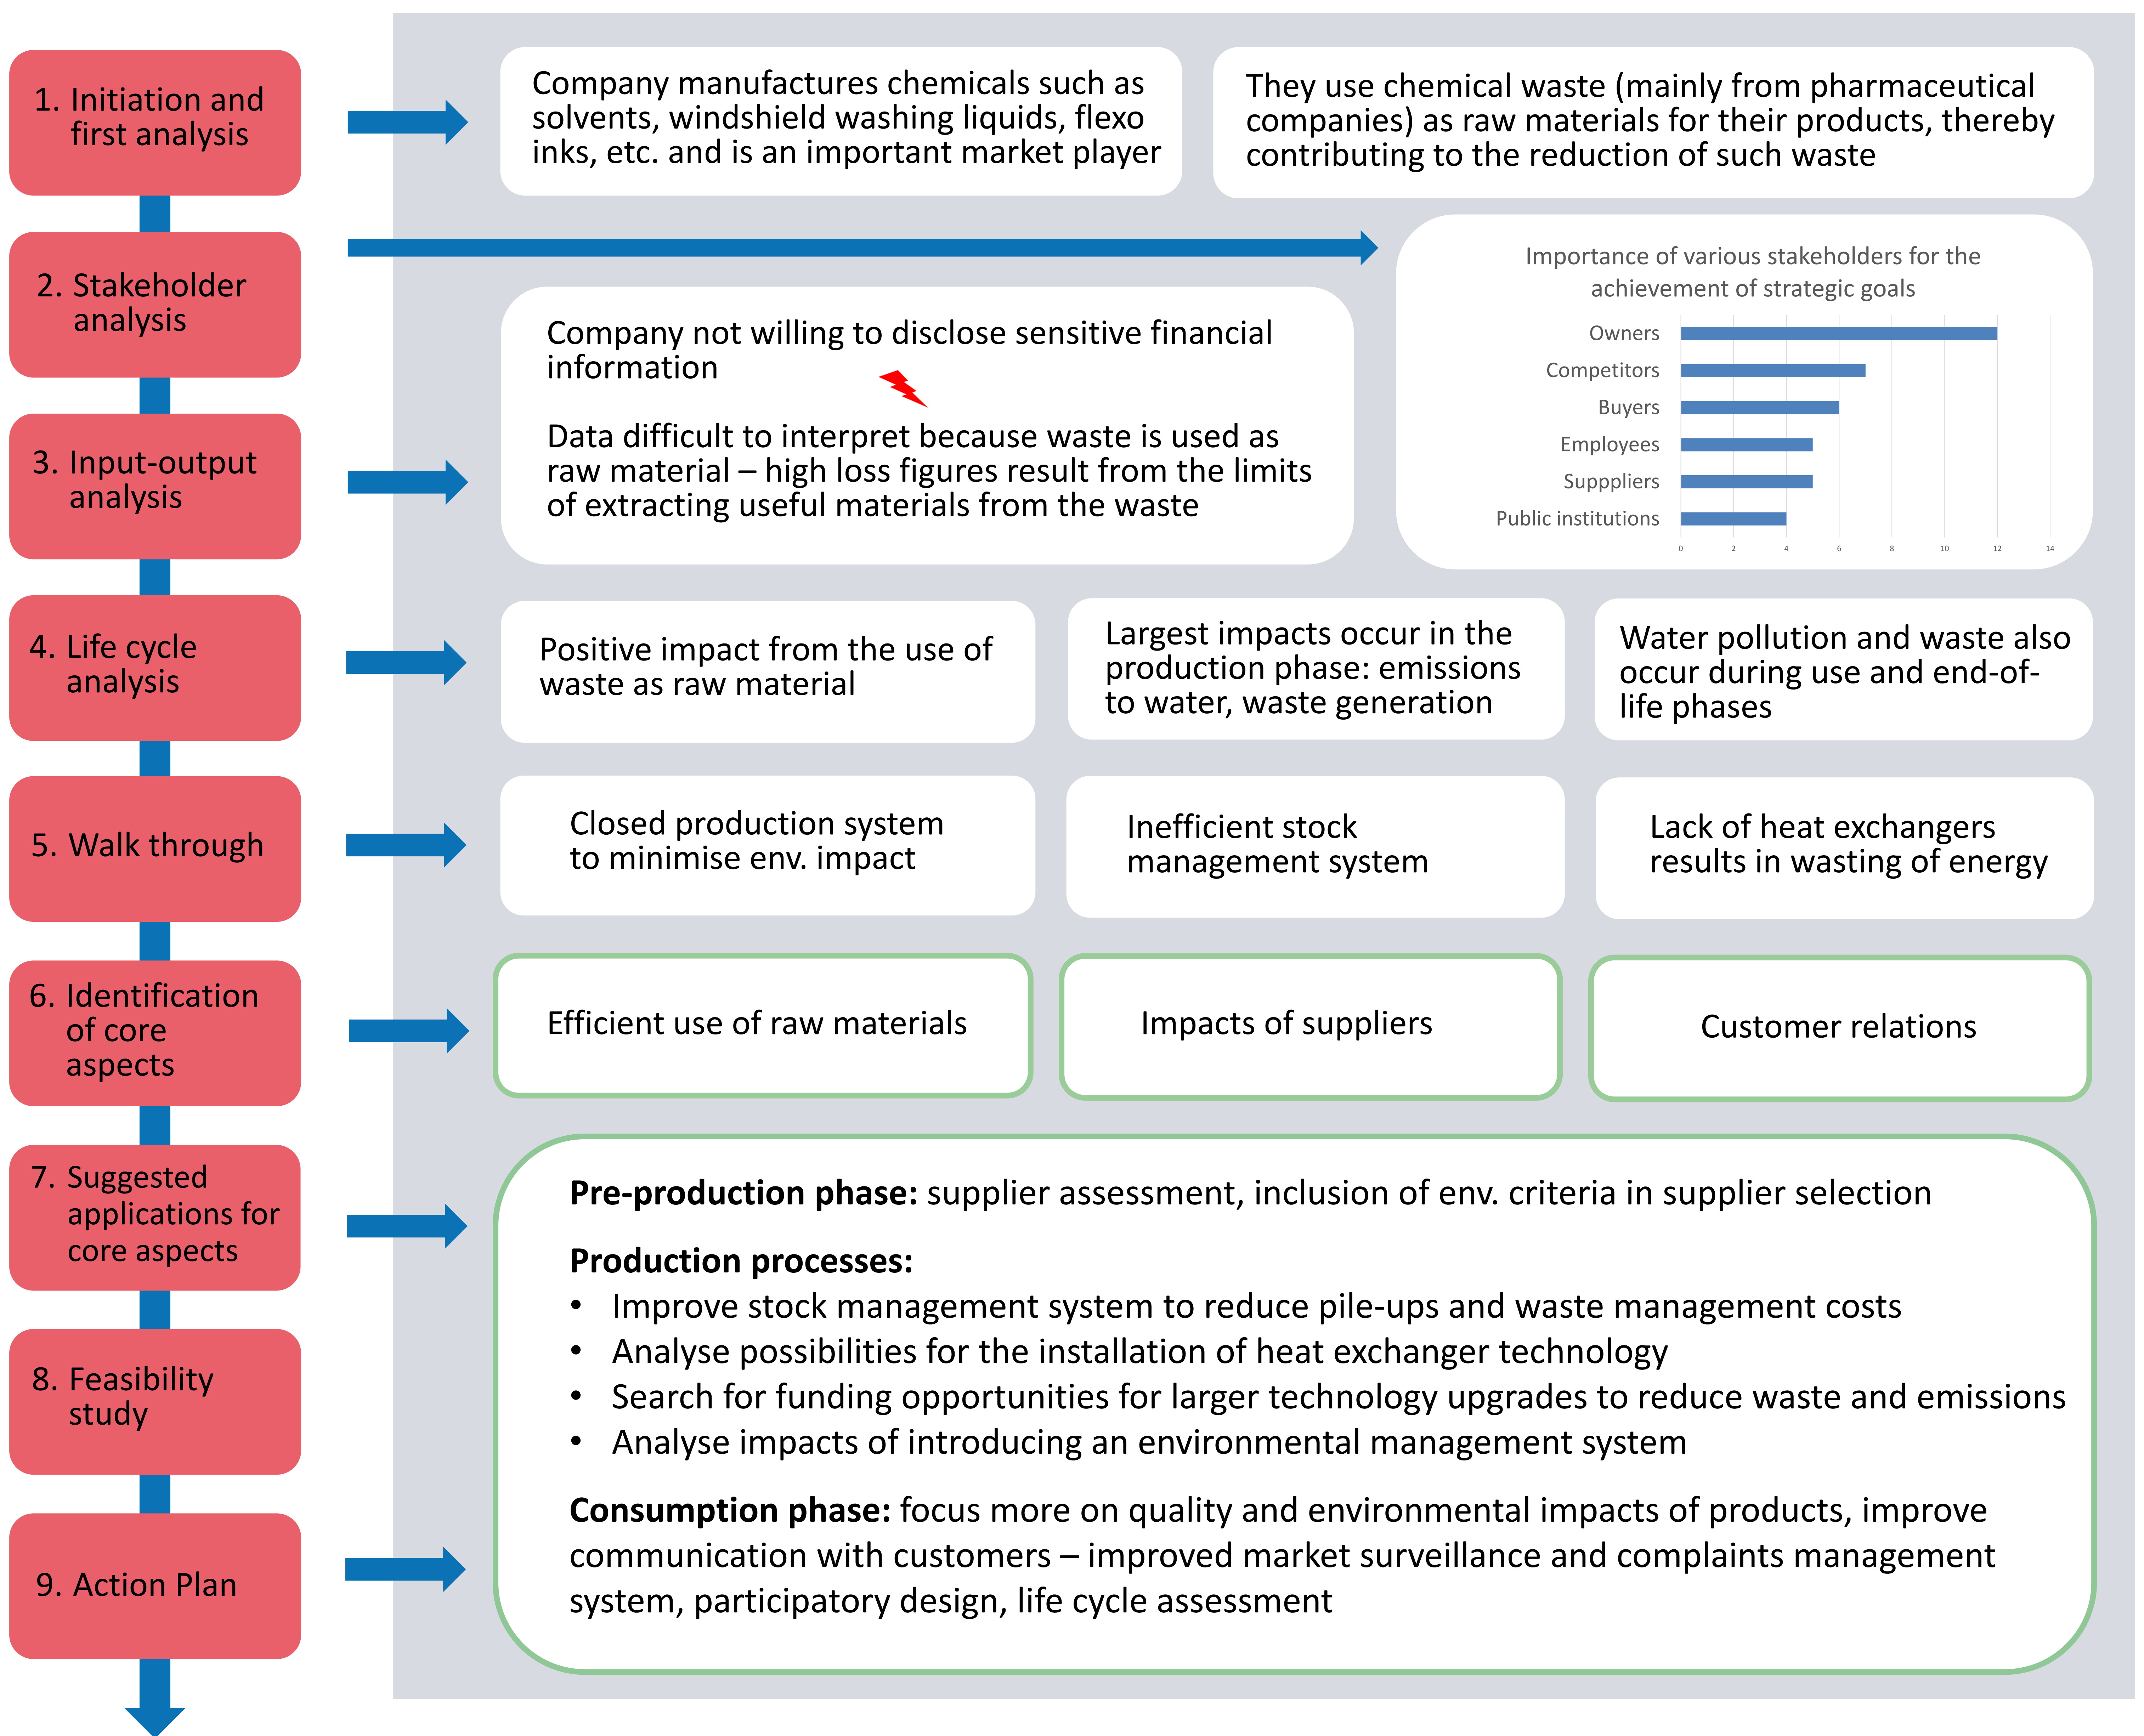 1. Initiation and
first analysis
Company manufactures chemicals such as
solvents, windshield washing liquids, flexo
inks, etc. and is an important market player
They use chemical waste (mainly from pharmaceutical
companies) as raw materials for their products, thereby
contributing to the reduction of such waste
2. Stakeholder
analysis
Importance of various stakeholders for the
achievement of strategic goals
Owners
Competitors
Buyers
Employees
Supppliers
Public institutions
0 2 4 6 8 10 12 14
3. Input-output
analysis
Company not willing to disclose sensitive financial
information
Data difficult to interpret because waste is used as
raw material – high loss figures result from the limits
of extracting useful materials from the waste
4. Life cycle
analysis
Positive impact from the use of
waste as raw material
Largest impacts occur in the
production phase: emissions
to water, waste generation
Water pollution and waste also
occur during use and end-of-
life phases
5. Walk through
Closed production system
to minimise env. impact
Inefficient stock
management system
Lack of heat exchangers
results in wasting of energy
6. Identification
of core
aspects
Efficient use of raw materials
Impacts of suppliers
Customer relations
7. Suggested
applications for
core aspects
8. Feasibility
study
9. Action Plan
Pre-production phase: supplier assessment, inclusion of env. criteria in supplier selection
Production processes:
• Improve stock management system to reduce pile-ups and waste management costs
• Analyse possibilities for the installation of heat exchanger technology
• Search for funding opportunities for larger technology upgrades to reduce waste and emissions
• Analyse impacts of introducing an environmental management system
Consumption phase: focus more on quality and environmental impacts of products, improve
communication with customers – improved market surveillance and complaints management
system, participatory design, life cycle assessment